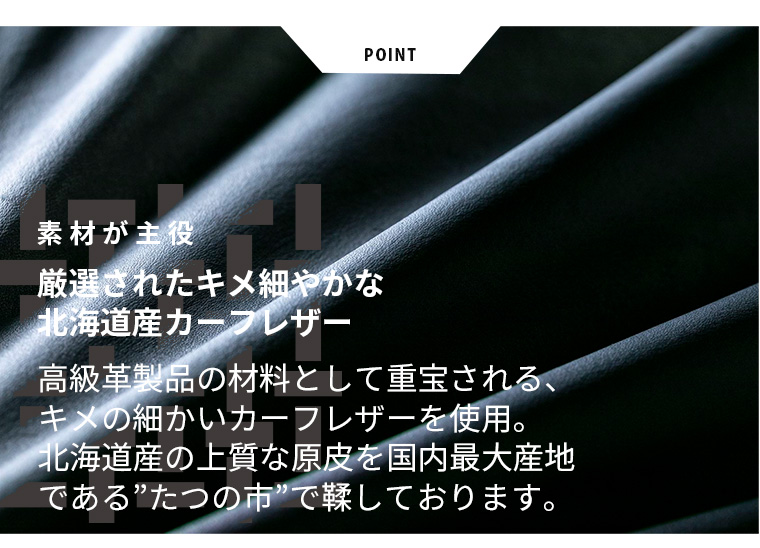 POINT
素材が主役
厳選されたキメ細やかな
北海道産カーフレザー
高級革製品の材料として重宝される、
キメの細かいカーフレザーを使用。
北海道産の上質な原皮を国内最大産地
である”たつの市”で鞣しております。